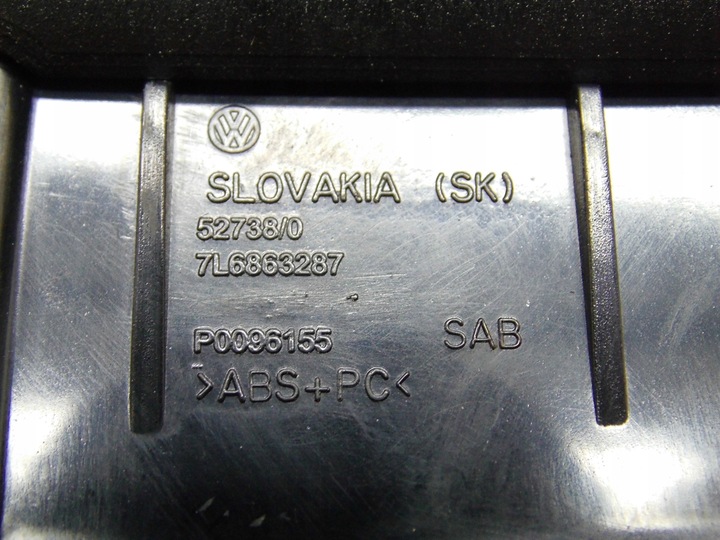 SLOVAKIA (SK)
52738/0
7L6863287
P0096155 SAB
>ABS+PC<